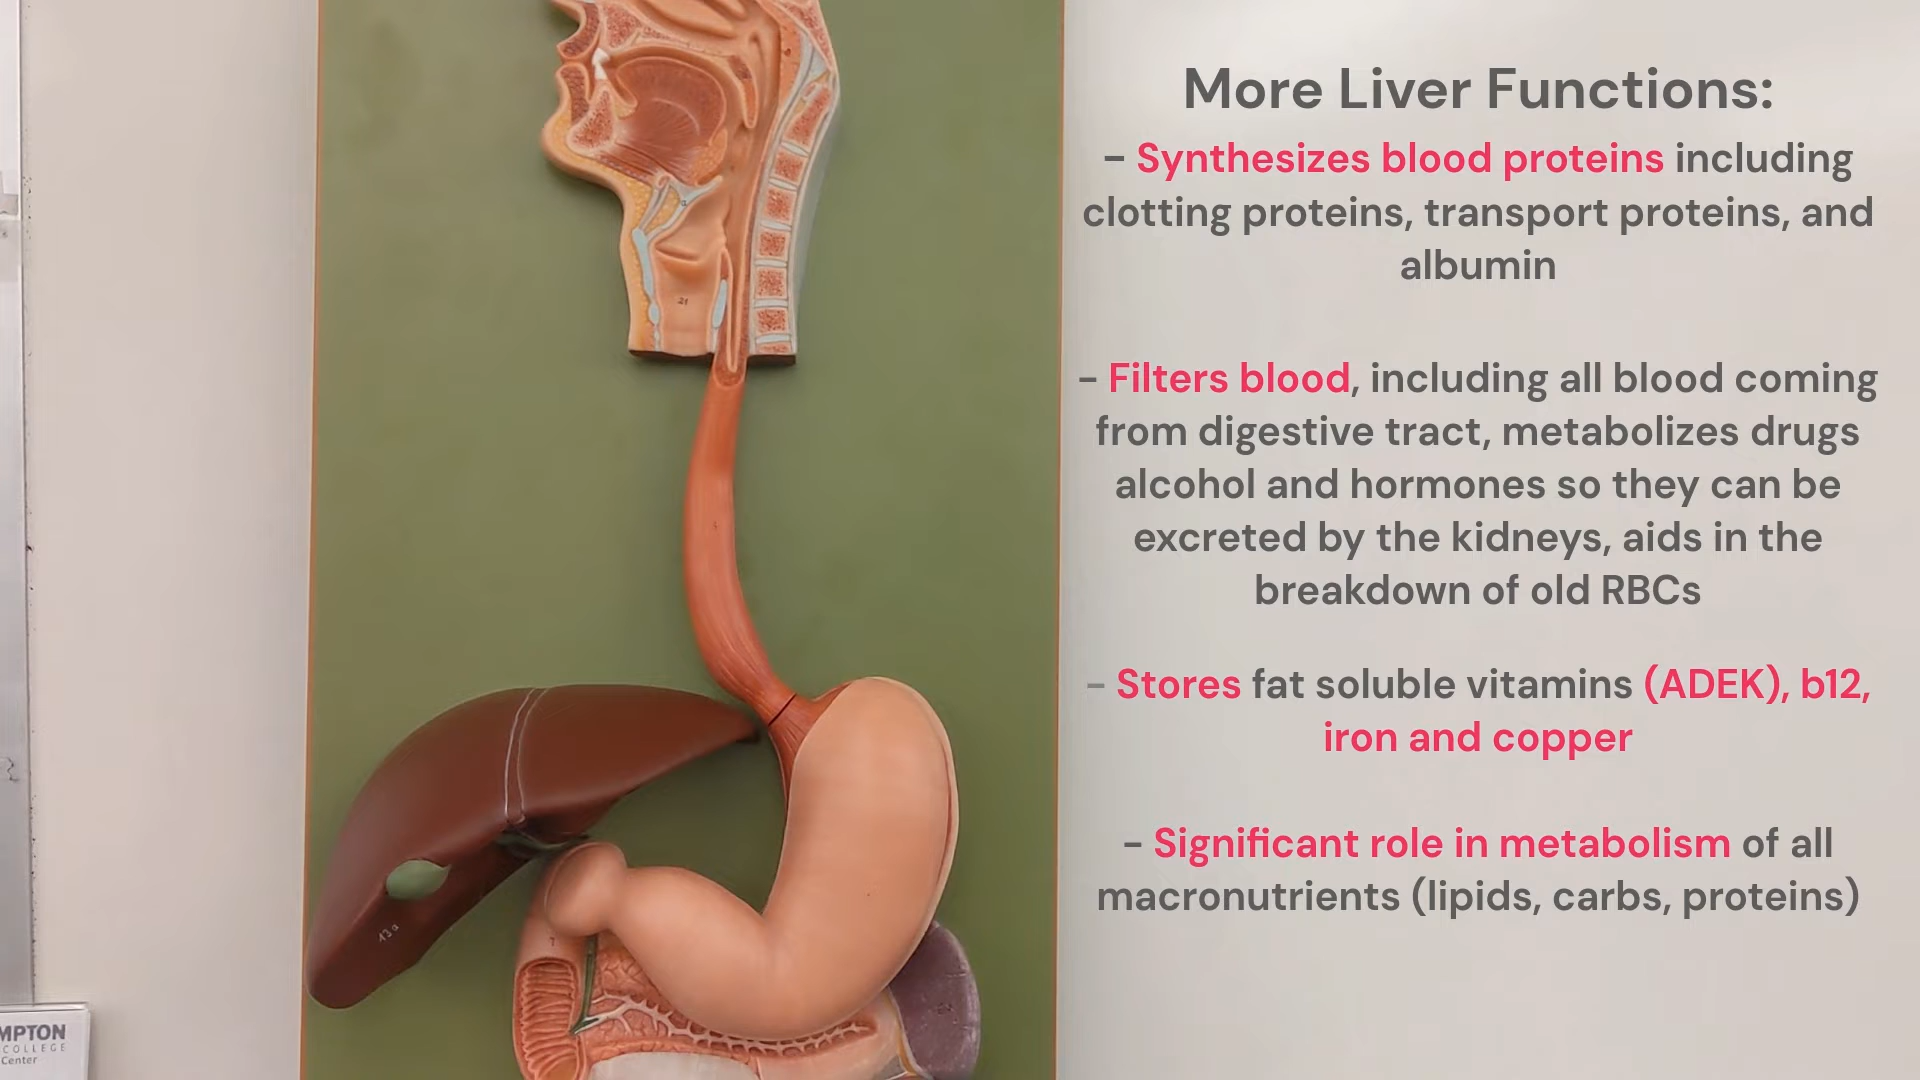 More Liver Functions:
– Synthesizes blood proteins including
clotting proteins, transport proteins, and
albumin
– Filters blood, including all blood coming
from digestive tract, metabolizes drugs
alcohol and hormones so they can be
excreted by the kidneys, aids in the
breakdown of old RBCs
– Stores fat soluble vitamins (ADEK), b12,
iron and copper
– Significant role in metabolism of all
macronutrients (lipids, carbs, proteins)
21
13a
7
MPTON
COLLEGE
Center